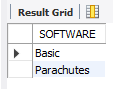 Result Grid
SOFTWARE
Basic
Parachutes